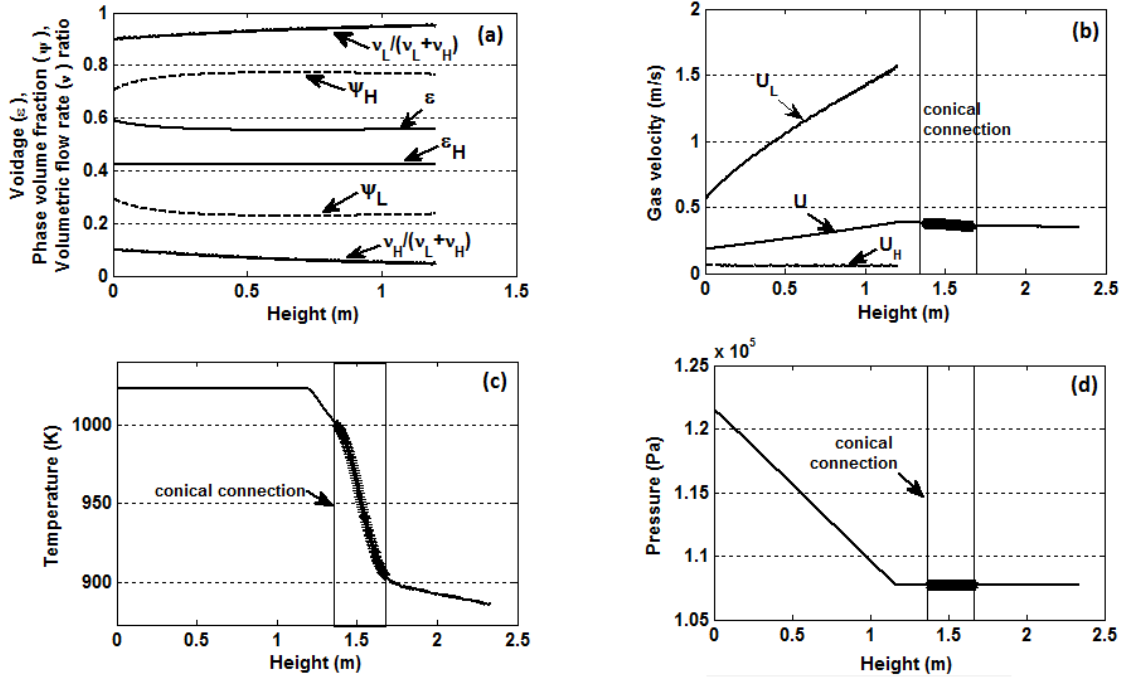 (a)
Voidage (ε),
Phase volume fraction (ψ),
Volumetric flow rate (ν) ratio
1
0.8
0.6
0.4
0.2
0
νL/(νL+νH)
ΨH
ε
εH
ΨL
νH/(νL+νH)
0 0.5 1 1.5
Height (m)
(b)
Gas velocity (m/s)
2
1.5
1
0.5
0
UL
conical
connection
U
UH
0 0.5 1 1.5 2 2.5
Height (m)
(c)
Temperature (K)
1000
950
900
conical connection
0 0.5 1 1.5 2 2.5
Height (m)
x 10^5
(d)
Pressure (Pa)
1.25
1.2
1.15
1.1
1.05
conical
connection
0 0.5 1 1.5 2 2.5
Height (m)